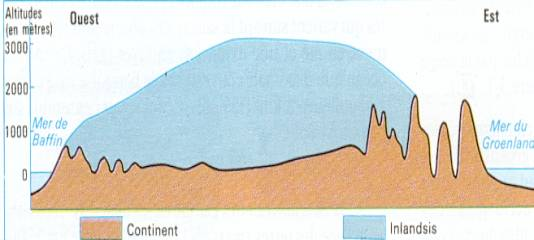 Altitudes
(en mètres)
Ouest
Est
3000
2000
1000
0
Mer de
Baffin
Mer du
Groenland
Continent
Inlandsis